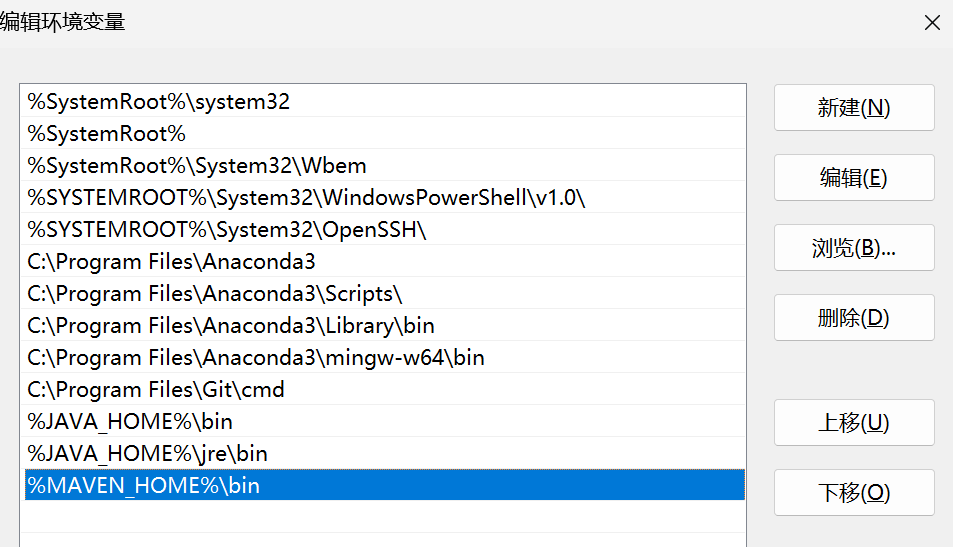 编辑环境变量
%SystemRoot%\system32
%SystemRoot%
%SystemRoot%\System32\Wbem
%SYSTEMROOT%\System32\WindowsPowerShell\v1.0\
%SYSTEMROOT%\System32\OpenSSH\
C:\Program Files\Anaconda3
C:\Program Files\Anaconda3\Scripts\
C:\Program Files\Anaconda3\Library\bin
C:\Program Files\Anaconda3\mingw-w64\bin
C:\Program Files\Git\cmd
%JAVA_HOME%\bin
%JAVA_HOME%\jre\bin
%MAVEN_HOME%\bin
新建(N)
编辑(E)
浏览(B)...
删除(D)
上移(U)
下移(O)